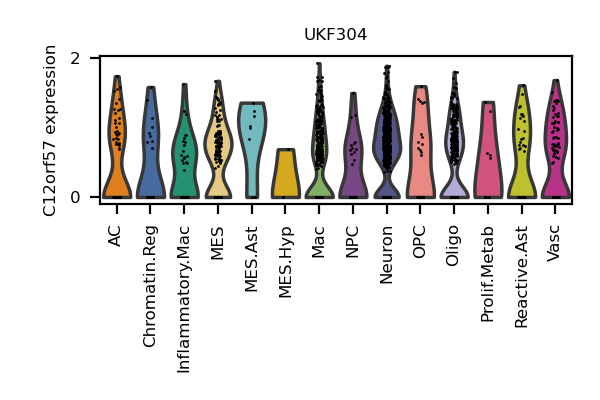 UKF304
C12orf57 expression
2
0
AC
Chromatin.Reg
Inflammatory.Mac
MES
MES.Ast
MES.Hyp
Mac
NPC
Neuron
OPC
Oligo
Prolif.Metab
Reactive.Ast
Vasc